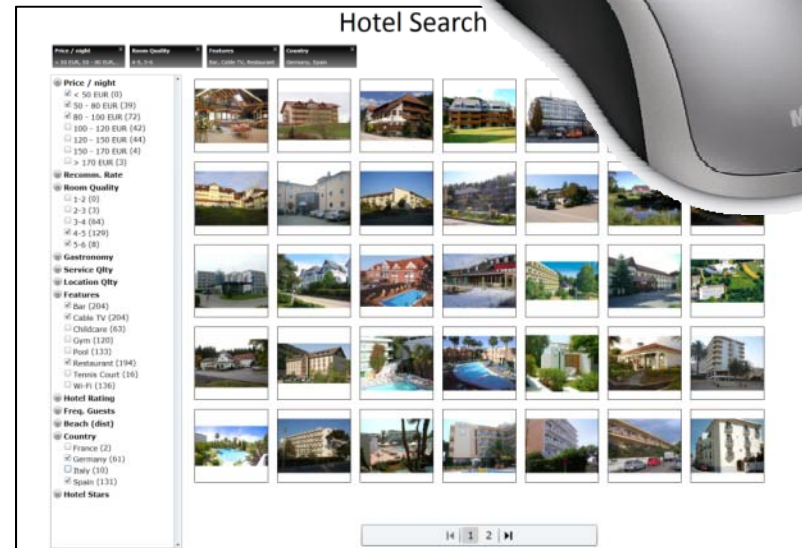 Hotel Search
Price / night Room Quality Features Country
< 50 EUR, 50 - 80 EUR, 4-5, 5-6 Bar, Cable TV, Restaurant Germany, Spain
Price / night
< 50 EUR (0)
50 - 80 EUR (39)
80 - 100 EUR (72)
100 - 120 EUR (42)
120 - 150 EUR (44)
150 - 170 EUR (4)
> 170 EUR (3)
Recomm. Rate
Room Quality
1-2 (0)
2-3 (3)
3-4 (64)
4-5 (129)
5-6 (8)
Gastronomy
Service Qlty
Location Qlty
Features
Bar (204)
Cable TV (204)
Childcare (63)
Gym (120)
Pool (133)
Restaurant (194)
Tennis Court (16)
Wi-Fi (136)
Hotel Rating
Freq. Guests
Beach (dist)
Country
France (2)
Germany (61)
Italy (10)
Spain (131)
Hotel Stars
1 2